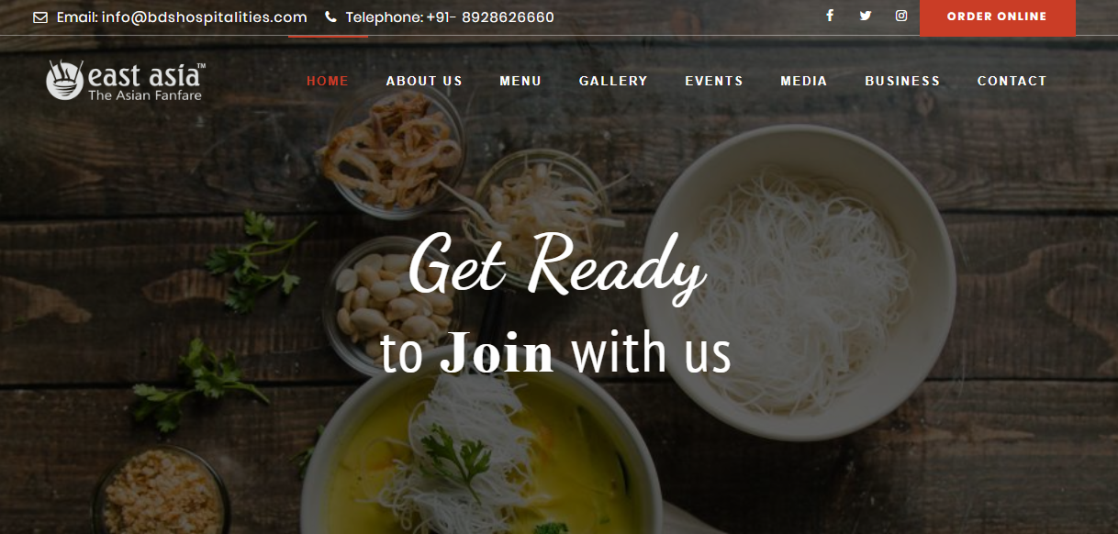 Email: info@bdshospitalities.com Telephone: +91- 8928626660 ORDER ONLINE
east asia™
The Asian Fanfare
HOME ABOUT US MENU GALLERY EVENTS MEDIA BUSINESS CONTACT
Get Ready
to Join with us